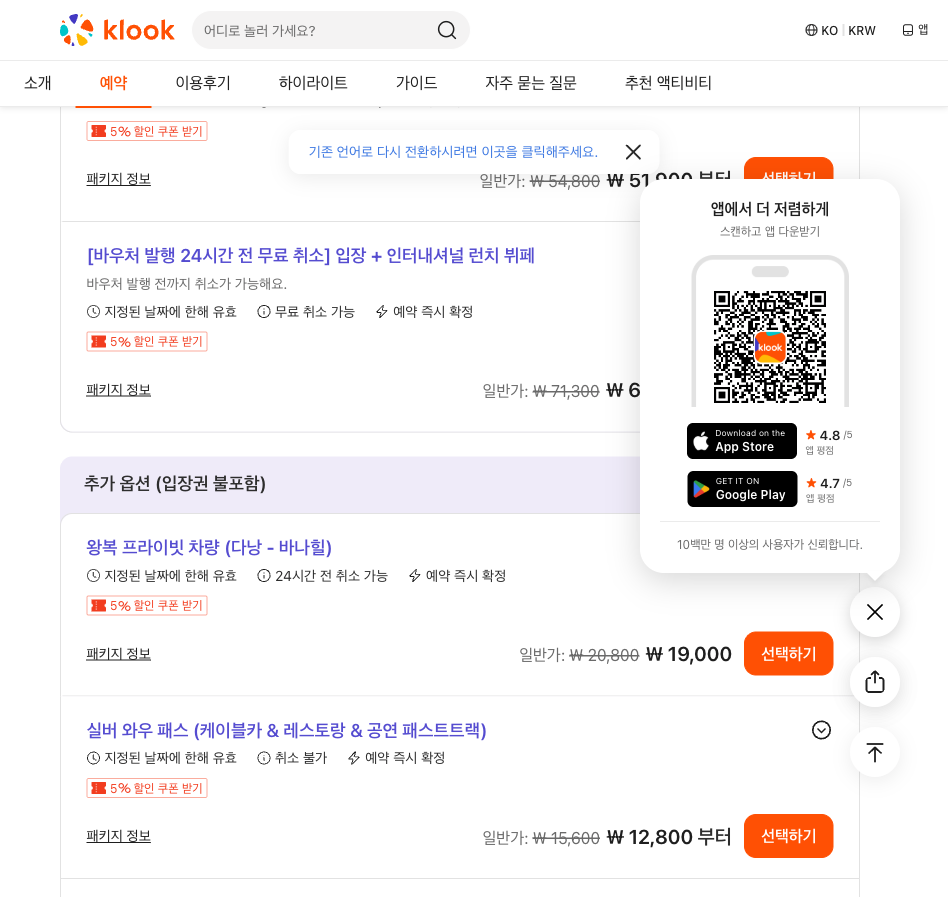 klook
어디로 놀러 가세요?
KO KRW 앱
소개 예약 이용후기 하이라이트 가이드 자주 묻는 질문 추천 액티비티
5% 할인 쿠폰 받기
기존 언어로 다시 전환하시려면 이곳을 클릭해주세요.
패키지 정보
일반가: ₩ 54,800 ₩ 51,900 부터 선택하기
[바우처 발행 24시간 전 무료 취소] 입장 + 인터내셔널 런치 뷔페
바우처 발행 전까지 취소가 가능해요.
지정된 날짜에 한해 유효 무료 취소 가능 예약 즉시 확정
5% 할인 쿠폰 받기
패키지 정보
일반가: ₩ 71,300 ₩ 6
앱에서 더 저렴하게
스캔하고 앱 다운받기
klook
Download on the
App Store
4.8 /5
앱 평점
GET IT ON
Google Play
4.7 /5
앱 평점
10백만 명 이상의 사용자가 신뢰합니다.
추가 옵션 (입장권 불포함)
왕복 프라이빗 차량 (다낭 - 바나힐)
지정된 날짜에 한해 유효 24시간 전 취소 가능 예약 즉시 확정
5% 할인 쿠폰 받기
패키지 정보
일반가: ₩ 20,800 ₩ 19,000 선택하기
실버 와우 패스 (케이블카 & 레스토랑 & 공연 패스트트랙)
지정된 날짜에 한해 유효 취소 불가 예약 즉시 확정
5% 할인 쿠폰 받기
패키지 정보
일반가: ₩ 15,600 ₩ 12,800 부터 선택하기